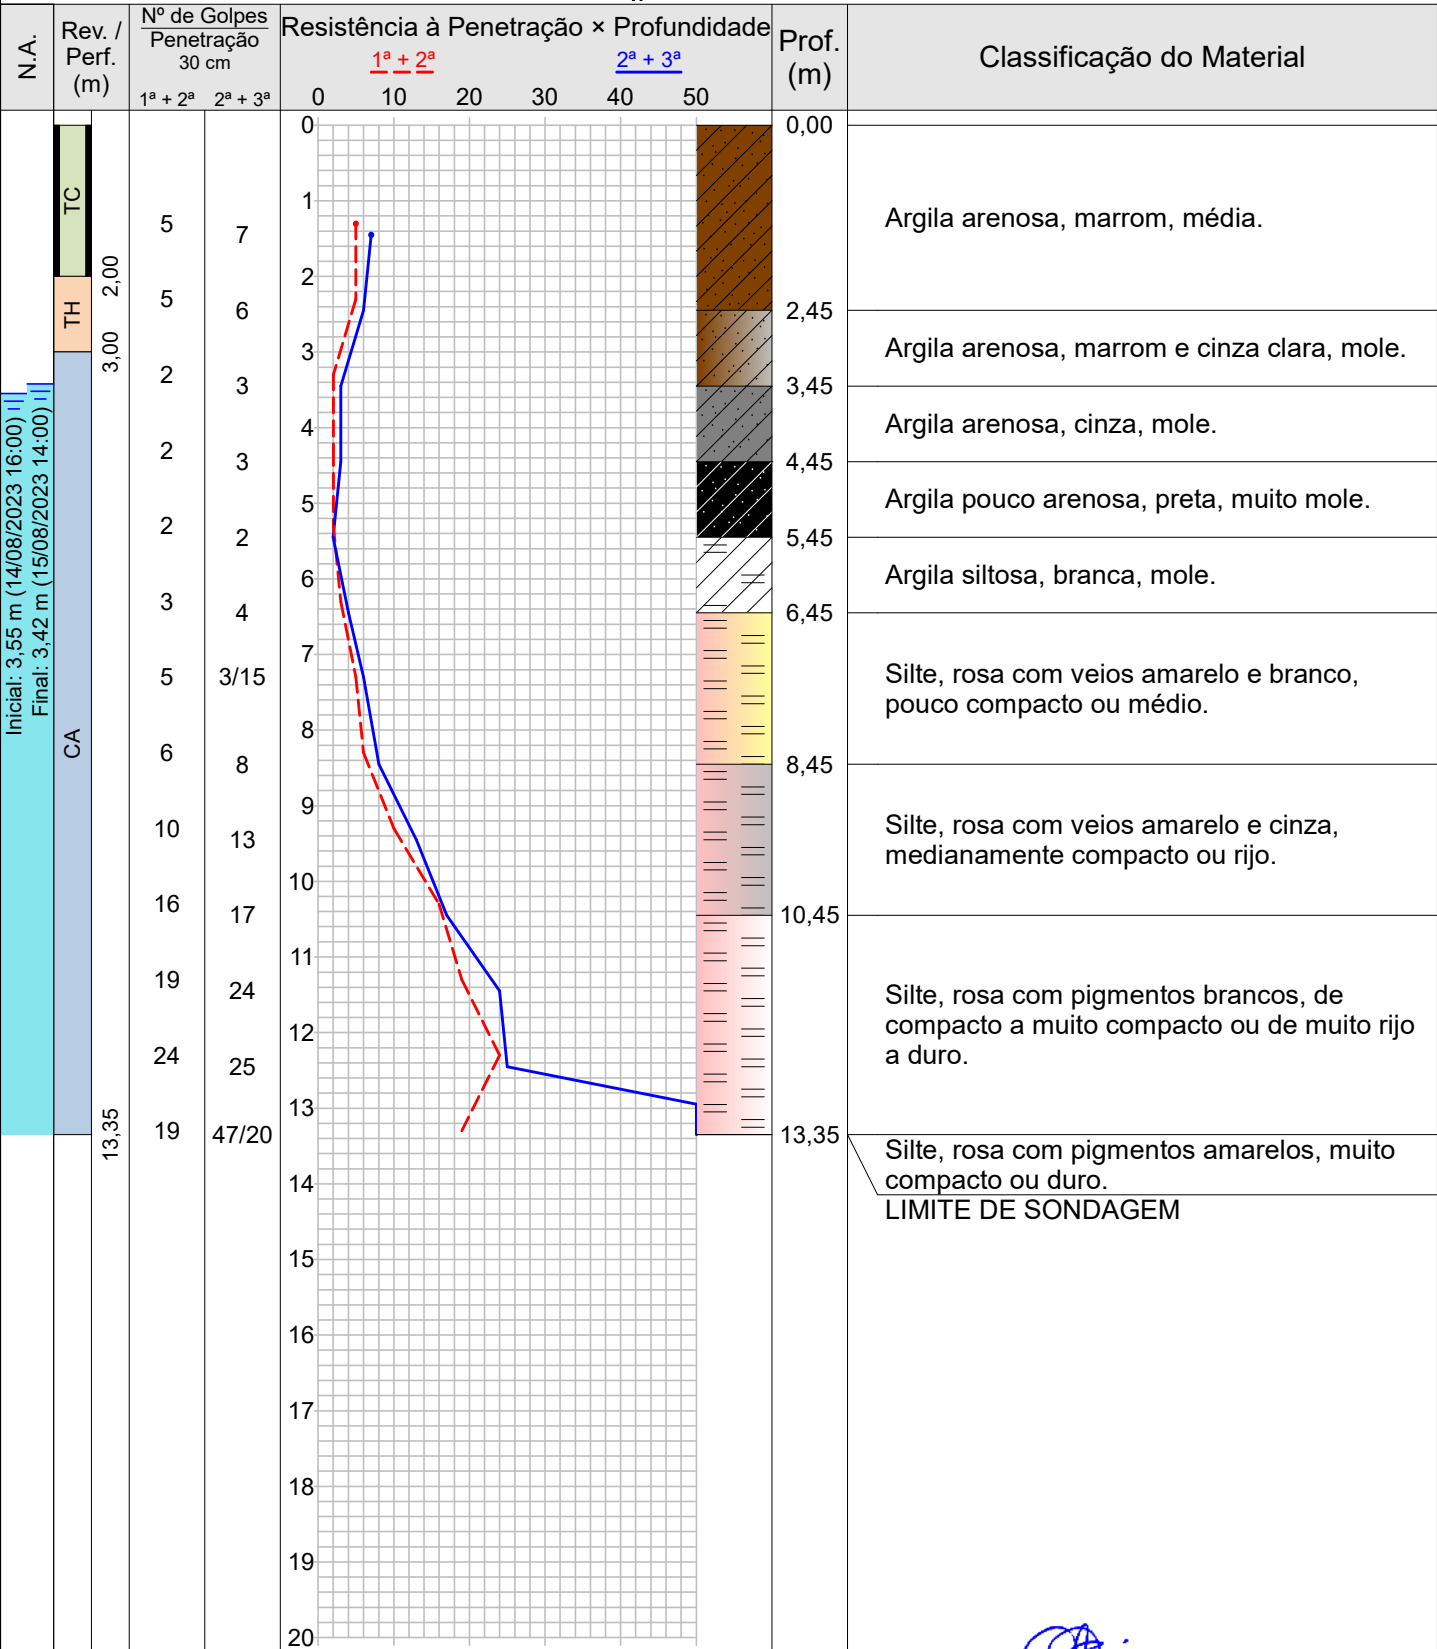 N.A.
Rev. /
Perf.
(m)
Nº de Golpes
Penetração
30 cm
1ª + 2ª 2ª + 3ª
Resistência à Penetração × Profundidade
1ª + 2ª 2ª + 3ª
0 10 20 30 40 50
Prof.
(m)
Classificação do Material
Inicial: 3,55 m (14/08/2023 16:00)
Final: 3,42 m (15/08/2023 14:00)
TC
TH
CA
2,00
3,00
13,35
5
5
2
2
2
3
5
6
10
16
19
24
19
7
6
3
3
2
4
3/15
8
13
17
24
25
47/20
0
1
2
3
4
5
6
7
8
9
10
11
12
13
14
15
16
17
18
19
20
0,00
2,45
3,45
4,45
5,45
6,45
8,45
10,45
13,35
Argila arenosa, marrom, média.
Argila arenosa, marrom e cinza clara, mole.
Argila arenosa, cinza, mole.
Argila pouco arenosa, preta, muito mole.
Argila siltosa, branca, mole.
Silte, rosa com veios amarelo e branco,
pouco compacto ou médio.
Silte, rosa com veios amarelo e cinza,
medianamente compacto ou rijo.
Silte, rosa com pigmentos brancos, de
compacto a muito compacto ou de muito rijo
a duro.
Silte, rosa com pigmentos amarelos, muito
compacto ou duro.
LIMITE DE SONDAGEM